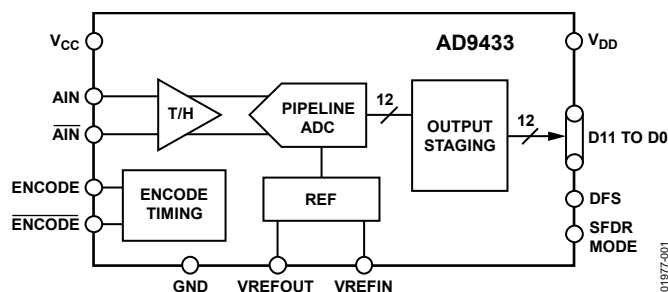 AD9433
VCC
VDD
AIN
T/H
PIPELINE
ADC
12
OUTPUT
STAGING
12
D11 TO D0
AIN
ENCODE
ENCODE
TIMING
REF
DFS
ENCODE
SFDR
MODE
GND
VREFOUT
VREFIN
01977-001